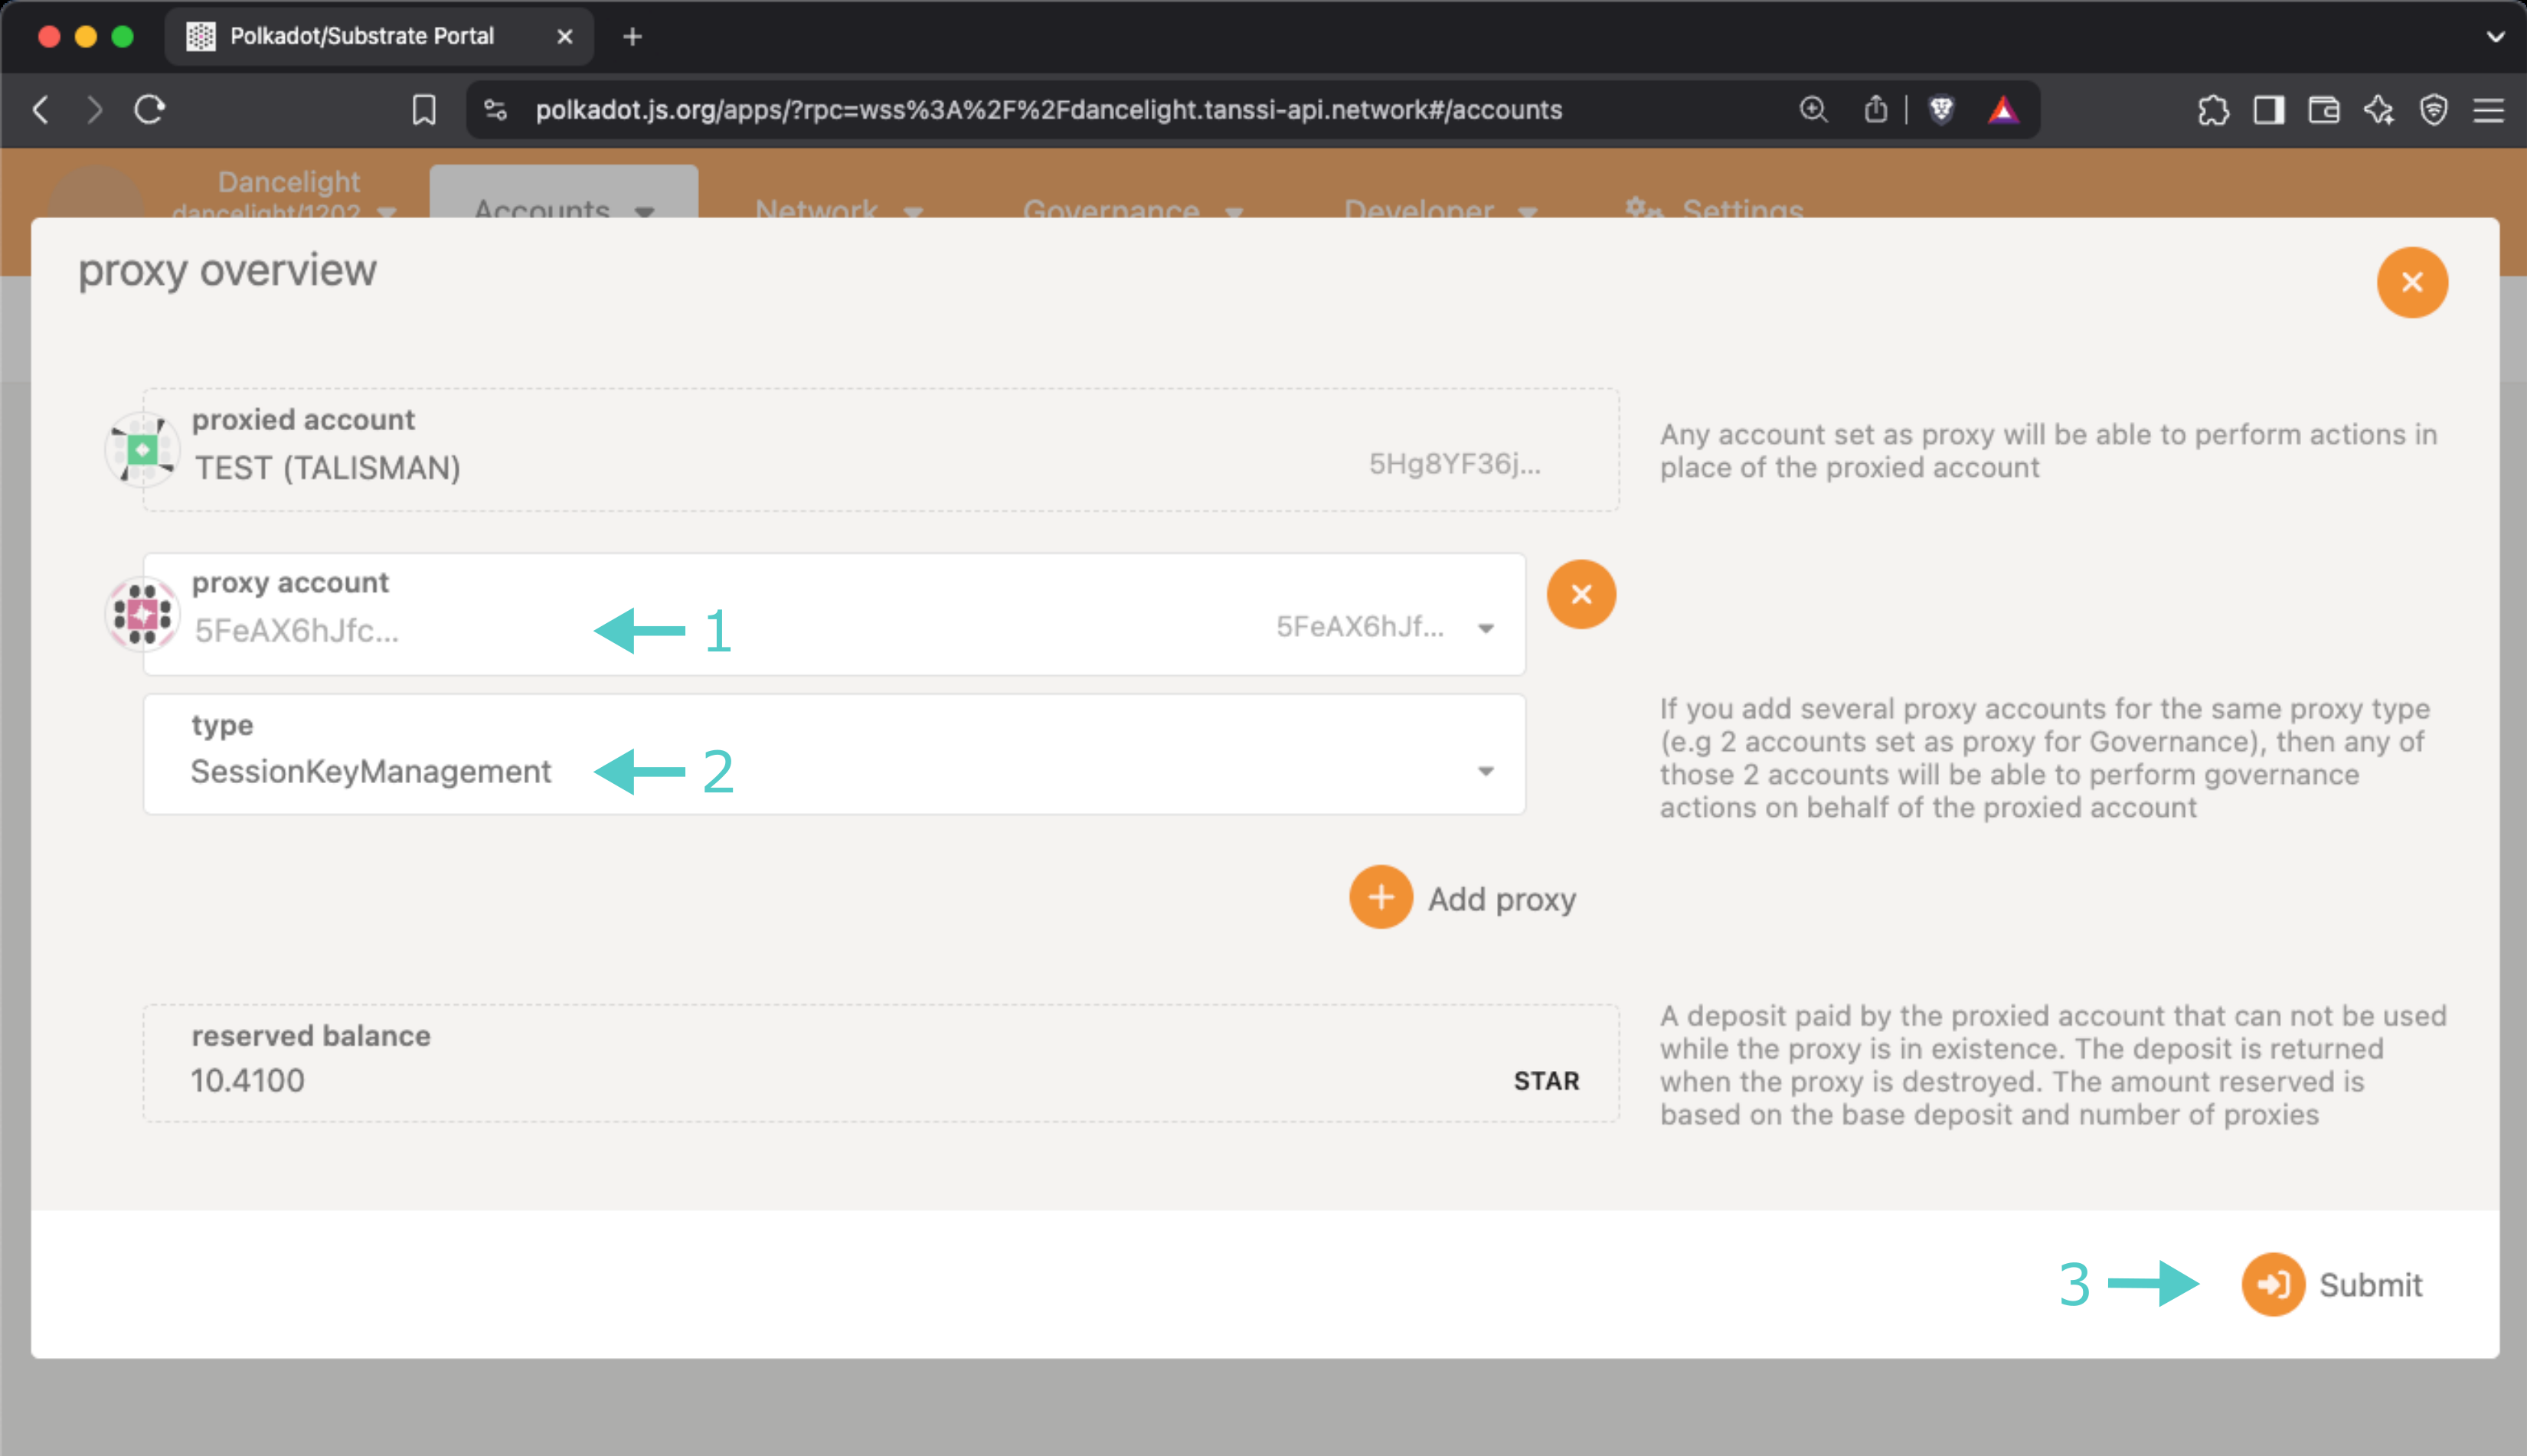 Polkadot/Substrate Portal
polkadot.js.org/apps/?rpc=wss%3A%2F%2Fdancelight.tanssi-api.network#/accounts
Dancelight
dancelight/1202
Accounts
Network
Governance
Developer
Settings
proxy overview
proxied account
TEST (TALISMAN)
5Hg8YF36j...
Any account set as proxy will be able to perform actions in
place of the proxied account
proxy account
5FeAX6hJfc...
1
5FeAX6hJf...
type
SessionKeyManagement
2
If you add several proxy accounts for the same proxy type
(e.g 2 accounts set as proxy for Governance), then any of
those 2 accounts will be able to perform governance
actions on behalf of the proxied account
Add proxy
reserved balance
10.4100
STAR
A deposit paid by the proxied account that can not be used
while the proxy is in existence. The deposit is returned
when the proxy is destroyed. The amount reserved is
based on the base deposit and number of proxies
3
Submit